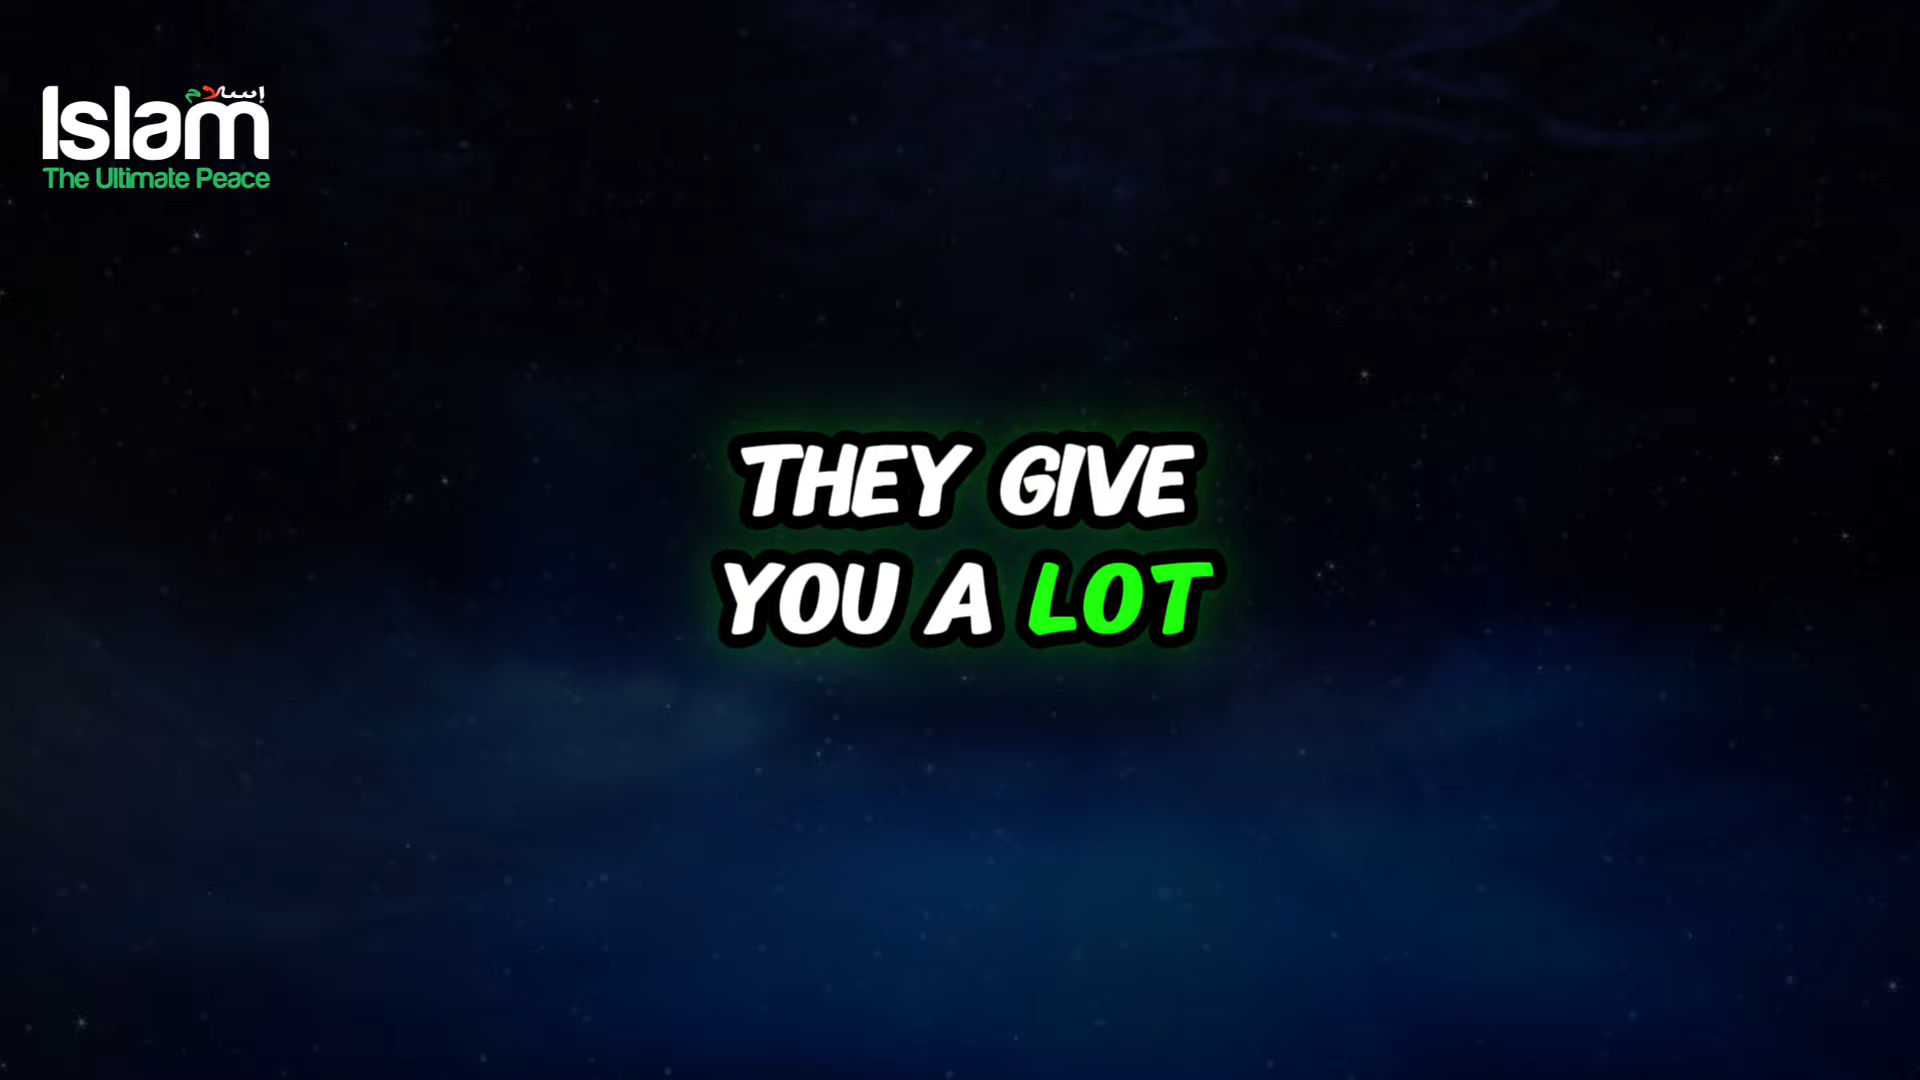 إسلام
Islam
The Ultimate Peace
THEY GIVE
YOU A LOT